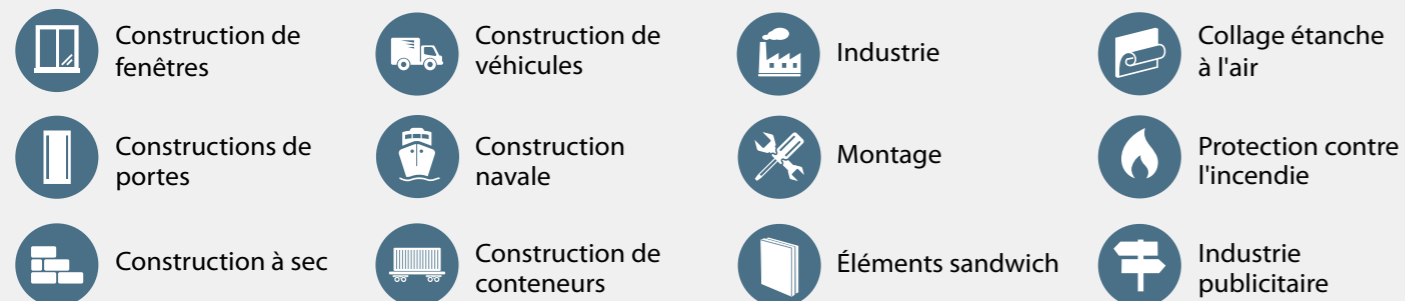 Construction de
fenêtres
Construction de
véhicules
Industrie
Collage étanche
à l'air
Constructions de
portes
Construction
navale
Montage
Protection contre
l'incendie
Construction à sec
Construction de
conteneurs
Éléments sandwich
Industrie
publicitaire